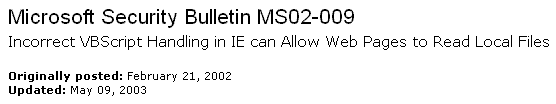 Microsoft Security Bulletin MS02-009
Incorrect VBScript Handling in IE can Allow Web Pages to Read Local Files
Originally posted: February 21, 2002
Updated: May 09, 2003